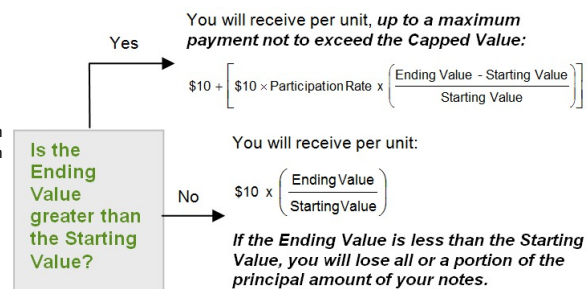 You will receive per unit, up to a maximum
payment not to exceed the Capped Value:
Yes
$10 + [ $10 × Participation Rate x ( Ending Value - Starting Value / Starting Value ) ]
Is the
Ending
Value
greater than
the Starting
Value?
No
You will receive per unit:
$10 x ( Ending Value / Starting Value )
If the Ending Value is less than the Starting
Value, you will lose all or a portion of the
principal amount of your notes.